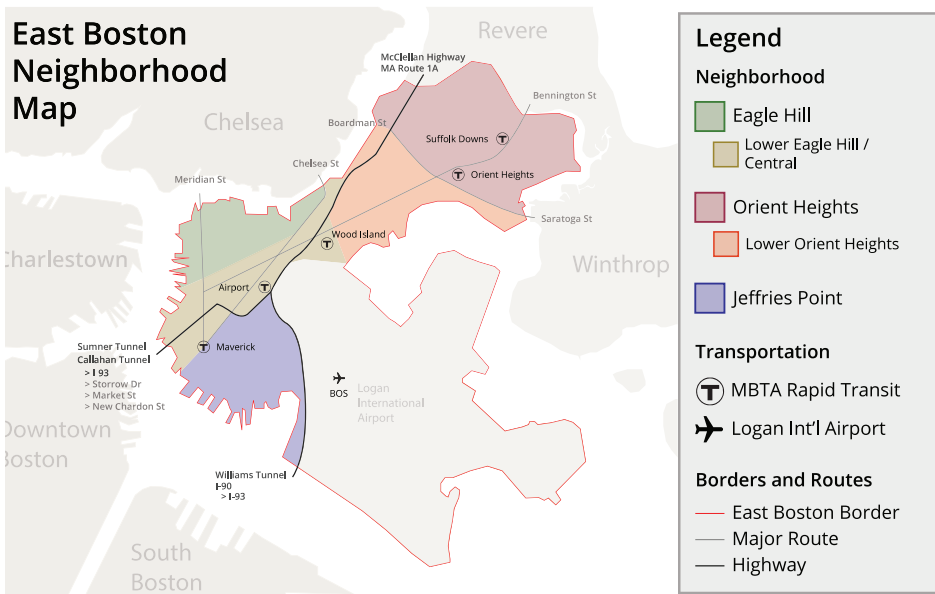 East Boston
Neighborhood
Map
Revere
McClellan Highway
MA Route 1A
Bennington St
Chelsea
Boardman St
Suffolk Downs
Chelsea St
Orient Heights
Meridian St
Saratoga St
Wood Island
Charlestown
Winthrop
Airport
Sumner Tunnel
Callahan Tunnel
> I 93
> Storrow Dr
> Market St
> New Chardon St
Maverick
BOS
Logan
International
Airport
Downtown
Boston
Williams Tunnel
I-90
> I-93
South
Boston
Legend
Neighborhood
Eagle Hill
Lower Eagle Hill /
Central
Orient Heights
Lower Orient Heights
Jeffries Point
Transportation
T MBTA Rapid Transit
Logan Int'l Airport
Borders and Routes
East Boston Border
Major Route
Highway